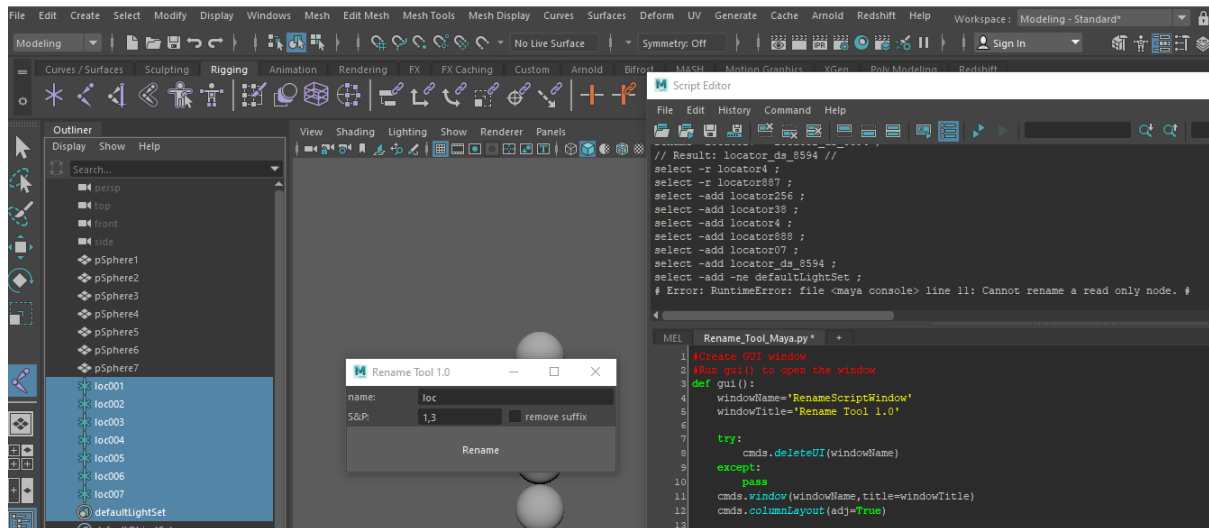 File Edit Create Select Modify Display Windows Mesh Edit Mesh Mesh Tools Mesh Display Curves Surfaces Deform UV Generate Cache Arnold Redshift Help Workspace: Modeling - Standard*
Modeling No Live Surface Symmetry: Off Sign in
Curves / Surfaces Sculpting Rigging Animation Rendering FX FX Caching Custom Arnold Bifrost MASH Motion Graphics XGen Poly Modeling Redshift
Script Editor
File Edit History Command Help
Outliner
Display Show Help
Search...
persp
top
front
side
pSphere1
pSphere2
pSphere3
pSphere4
pSphere5
pSphere6
pSphere7
loc001
loc002
loc003
loc004
loc005
loc006
loc007
defaultLightSet
View Shading Lighting Show Renderer Panels
Rename Tool 1.0
name: loc
S&P: 1,3 remove suffix
Rename
// Result: locator_ds_8594 //
select -r locator4 ;
select -r locator887 ;
select -add locator256 ;
select -add locator38 ;
select -add locator4 ;
select -add locator888 ;
select -add locator07 ;
select -add locator_ds_8594 ;
select -add -ne defaultLightSet ;
# Error: RuntimeError: file <maya console> line 11: Cannot rename a read only node. #
MEL Rename_Tool_Maya.py* +
1 #Create GUI window
2 #Run gui() to open the window
3 def gui():
4 windowName='RenameScriptWindow'
5 windowTitle='Rename Tool 1.0'
6
7 try:
8 cmds.deleteUI(windowName)
9 except:
10 pass
11 cmds.window(windowName,title=windowTitle)
12 cmds.columnLayout(adj=True)
13